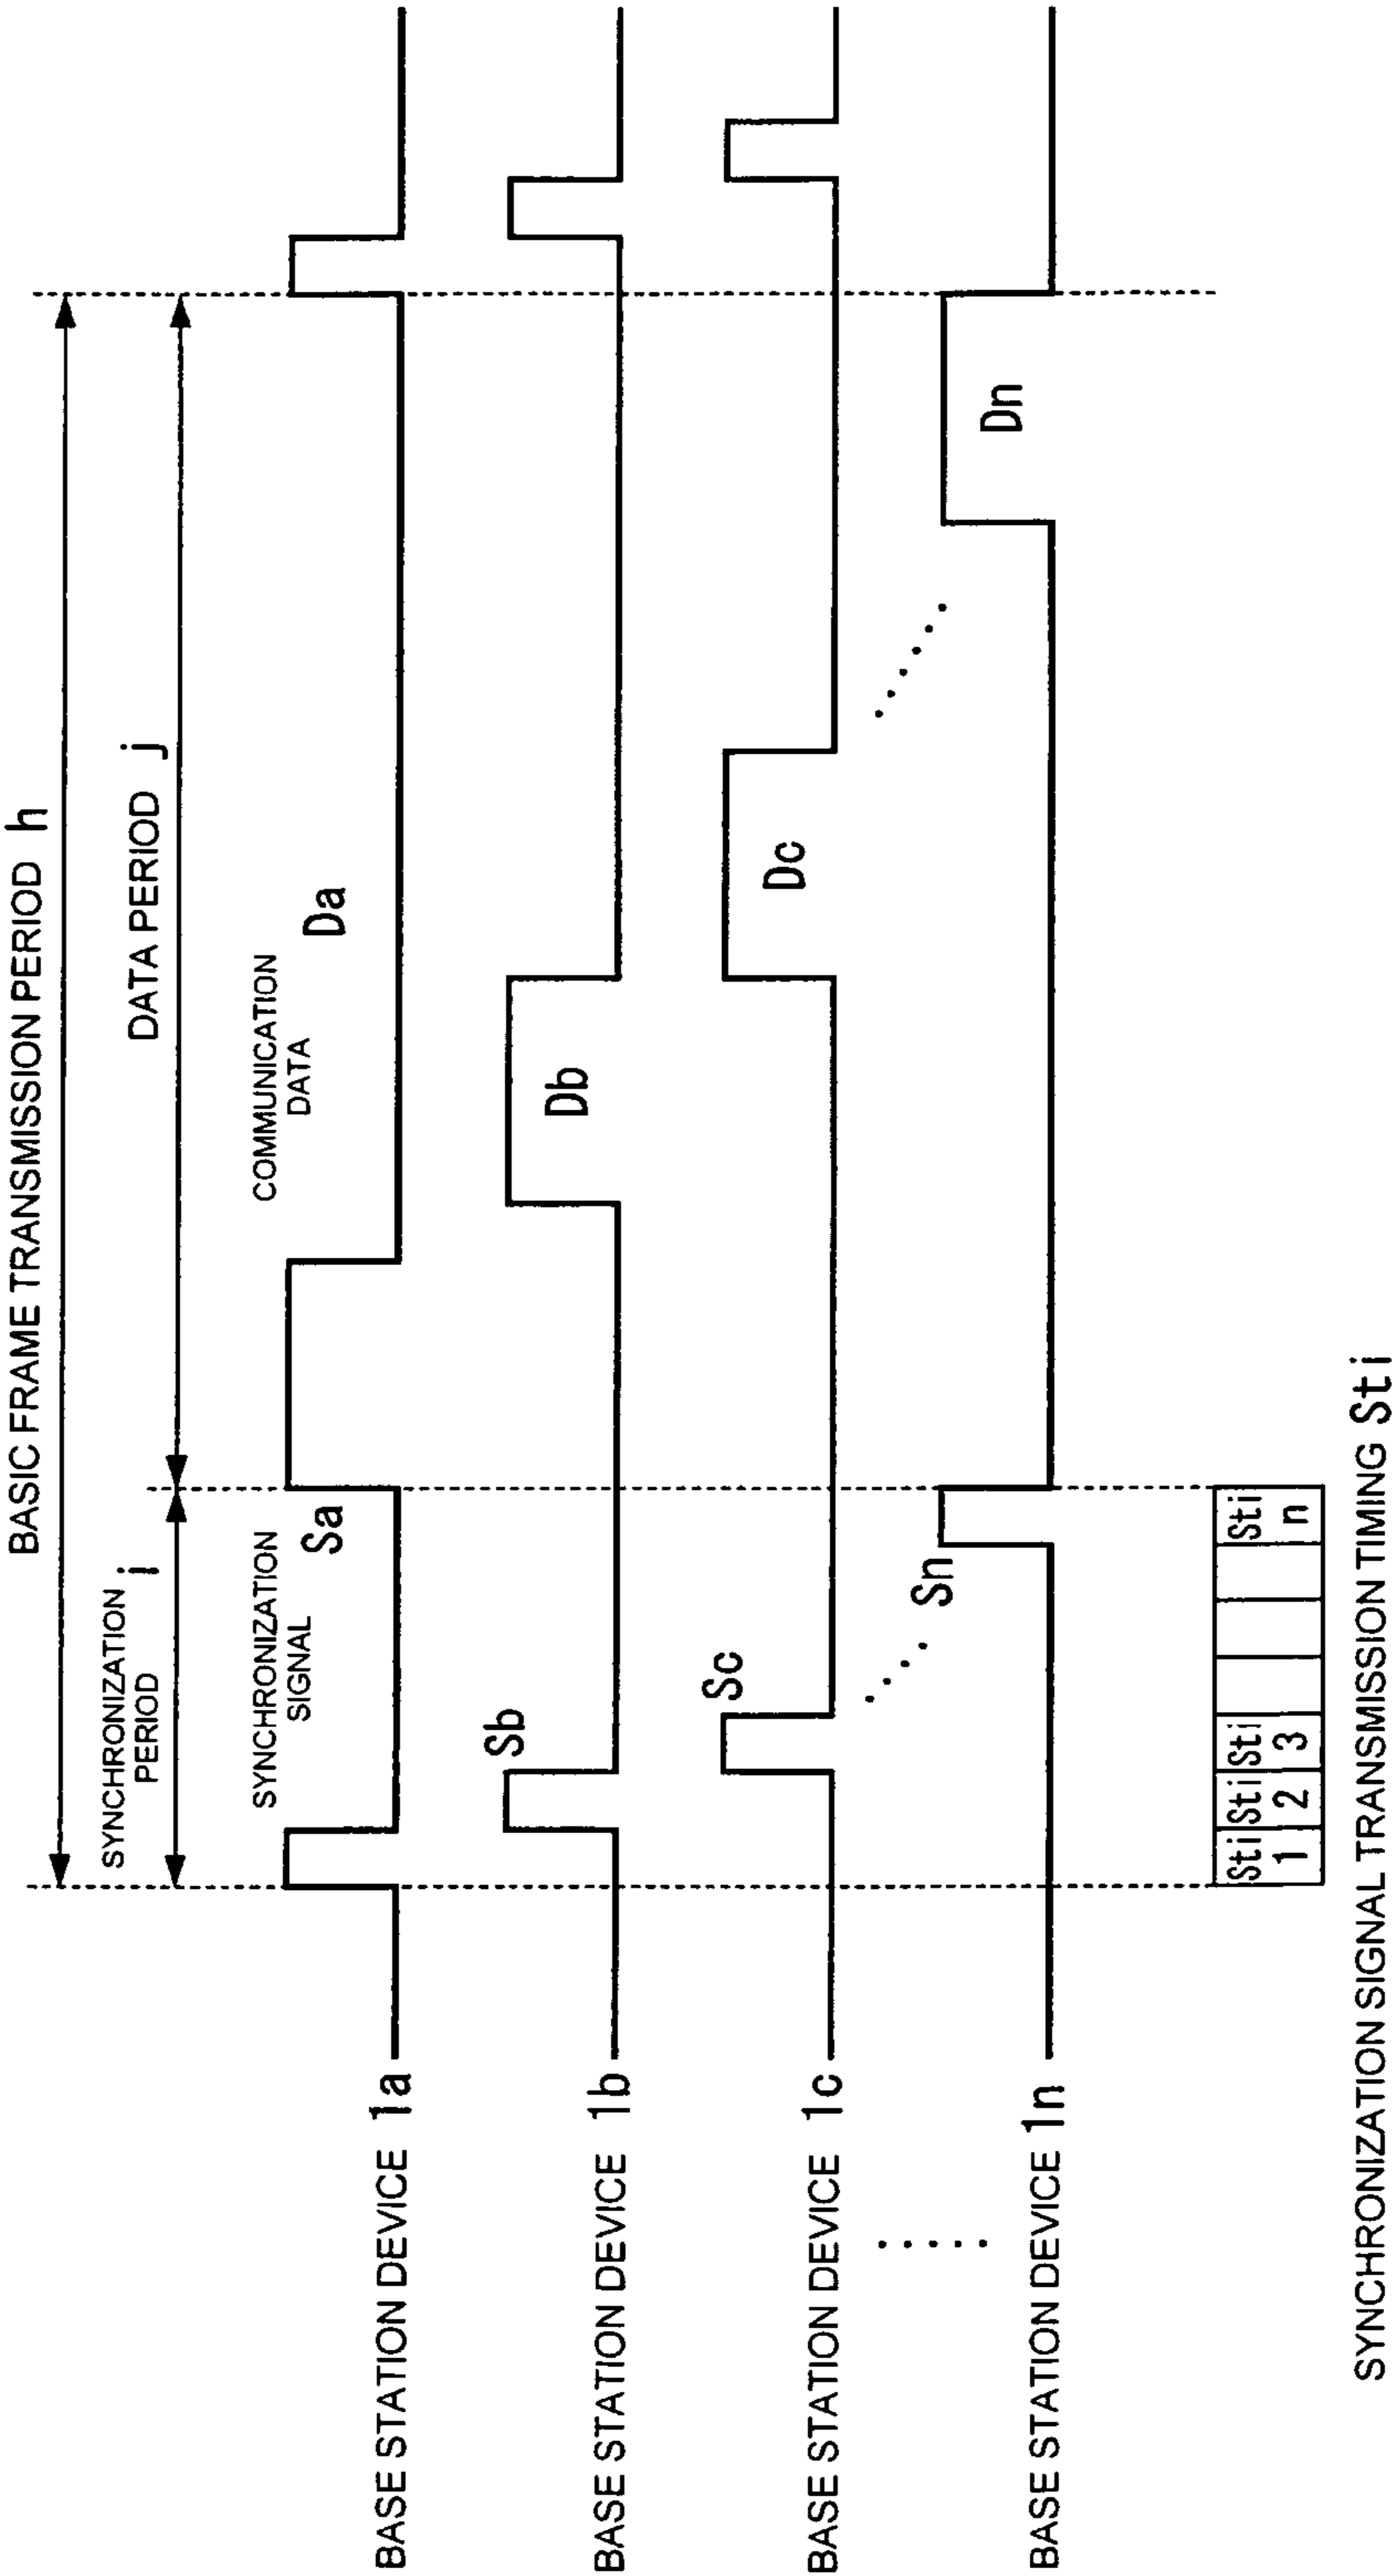 BASIC FRAME TRANSMISSION PERIOD h
SYNCHRONIZATION
PERIOD i
DATA PERIOD j
SYNCHRONIZATION
SIGNAL Sa
COMMUNICATION
DATA Da
BASE STATION DEVICE 1a
Sb
Db
BASE STATION DEVICE 1b
Sc
Dc
BASE STATION DEVICE 1c
Sn
Dn
BASE STATION DEVICE 1n
Sti Sti Sti Sti
1 2 3 n
SYNCHRONIZATION SIGNAL TRANSMISSION TIMING Sti